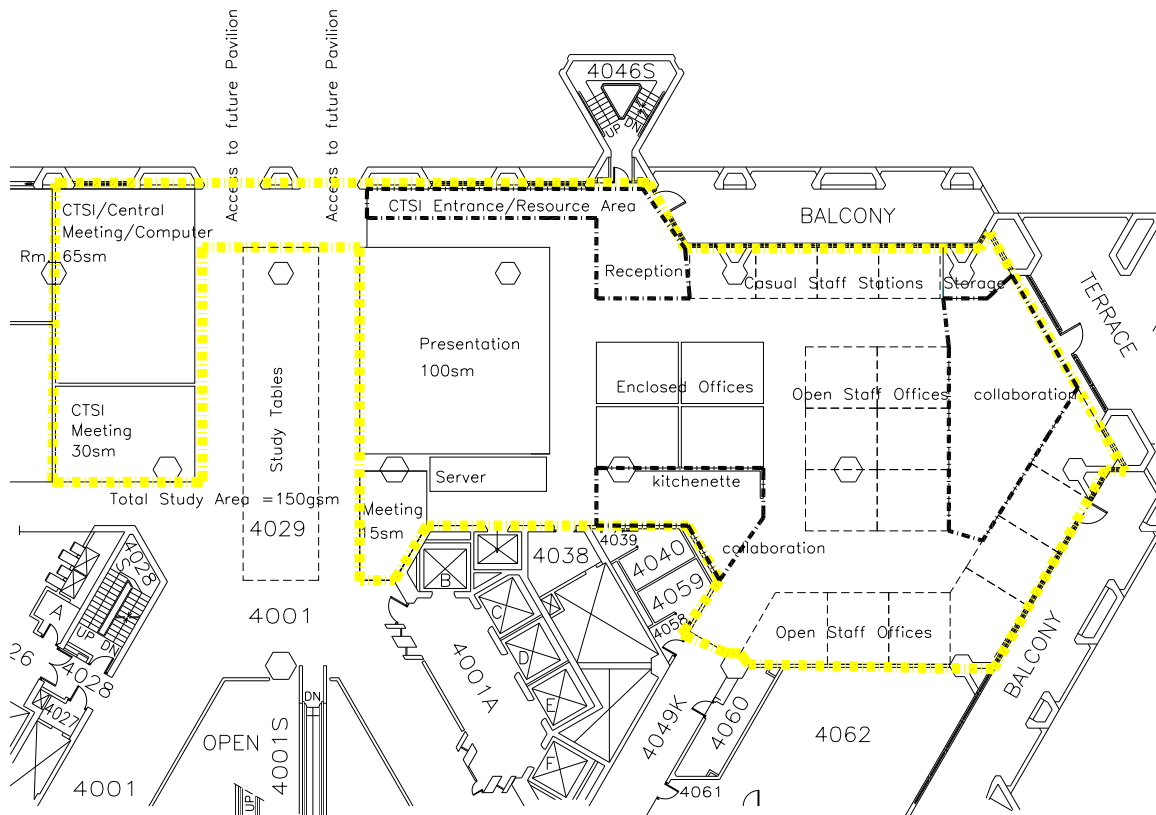 Access to future Pavilion
Access to future Pavilion
4046S
UP DN
CTSI/Central
Meeting/Computer
Rm. 65sm
CTSI Entrance/Resource Area
BALCONY
Reception
Casual Staff Stations
Storage
TERRACE
Presentation
100sm
Enclosed Offices
Open Staff Offices
collaboration
Study Tables
CTSI
Meeting
30sm
Server
kitchenette
Total Study Area =150gsm
Meeting
15sm
4029
4028S
4038
4039
4040
collaboration
4059
4058
B
C
D
E
F
A
UP DN
4001
26
4028
4027
4001A
Open Staff Offices
BALCONY
4049K
4060
4062
4061
DN
OPEN
4001S
4001
UP